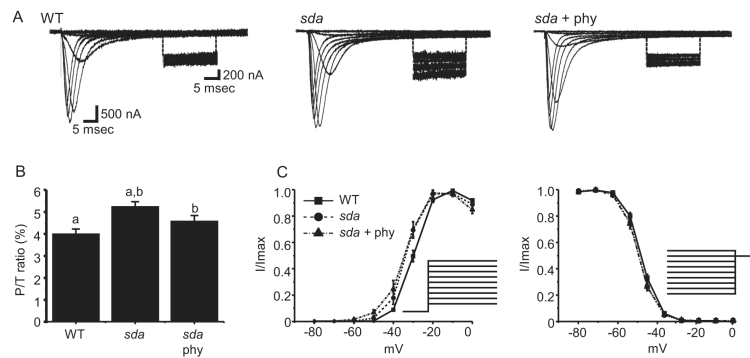 A
WT
sda
sda + phy
200 nA
5 msec
500 nA
5 msec
B
P/T ratio (%)
6
5
4
3
2
1
0
a
a,b
b
WT
sda
sda
phy
C
I/Imax
1.0
0.8
0.6
0.4
0.2
0
WT
sda
sda + phy
-80
-60
-40
-20
0
mV
I/Imax
1.0
0.8
0.6
0.4
0.2
0
-80
-60
-40
-20
0
mV